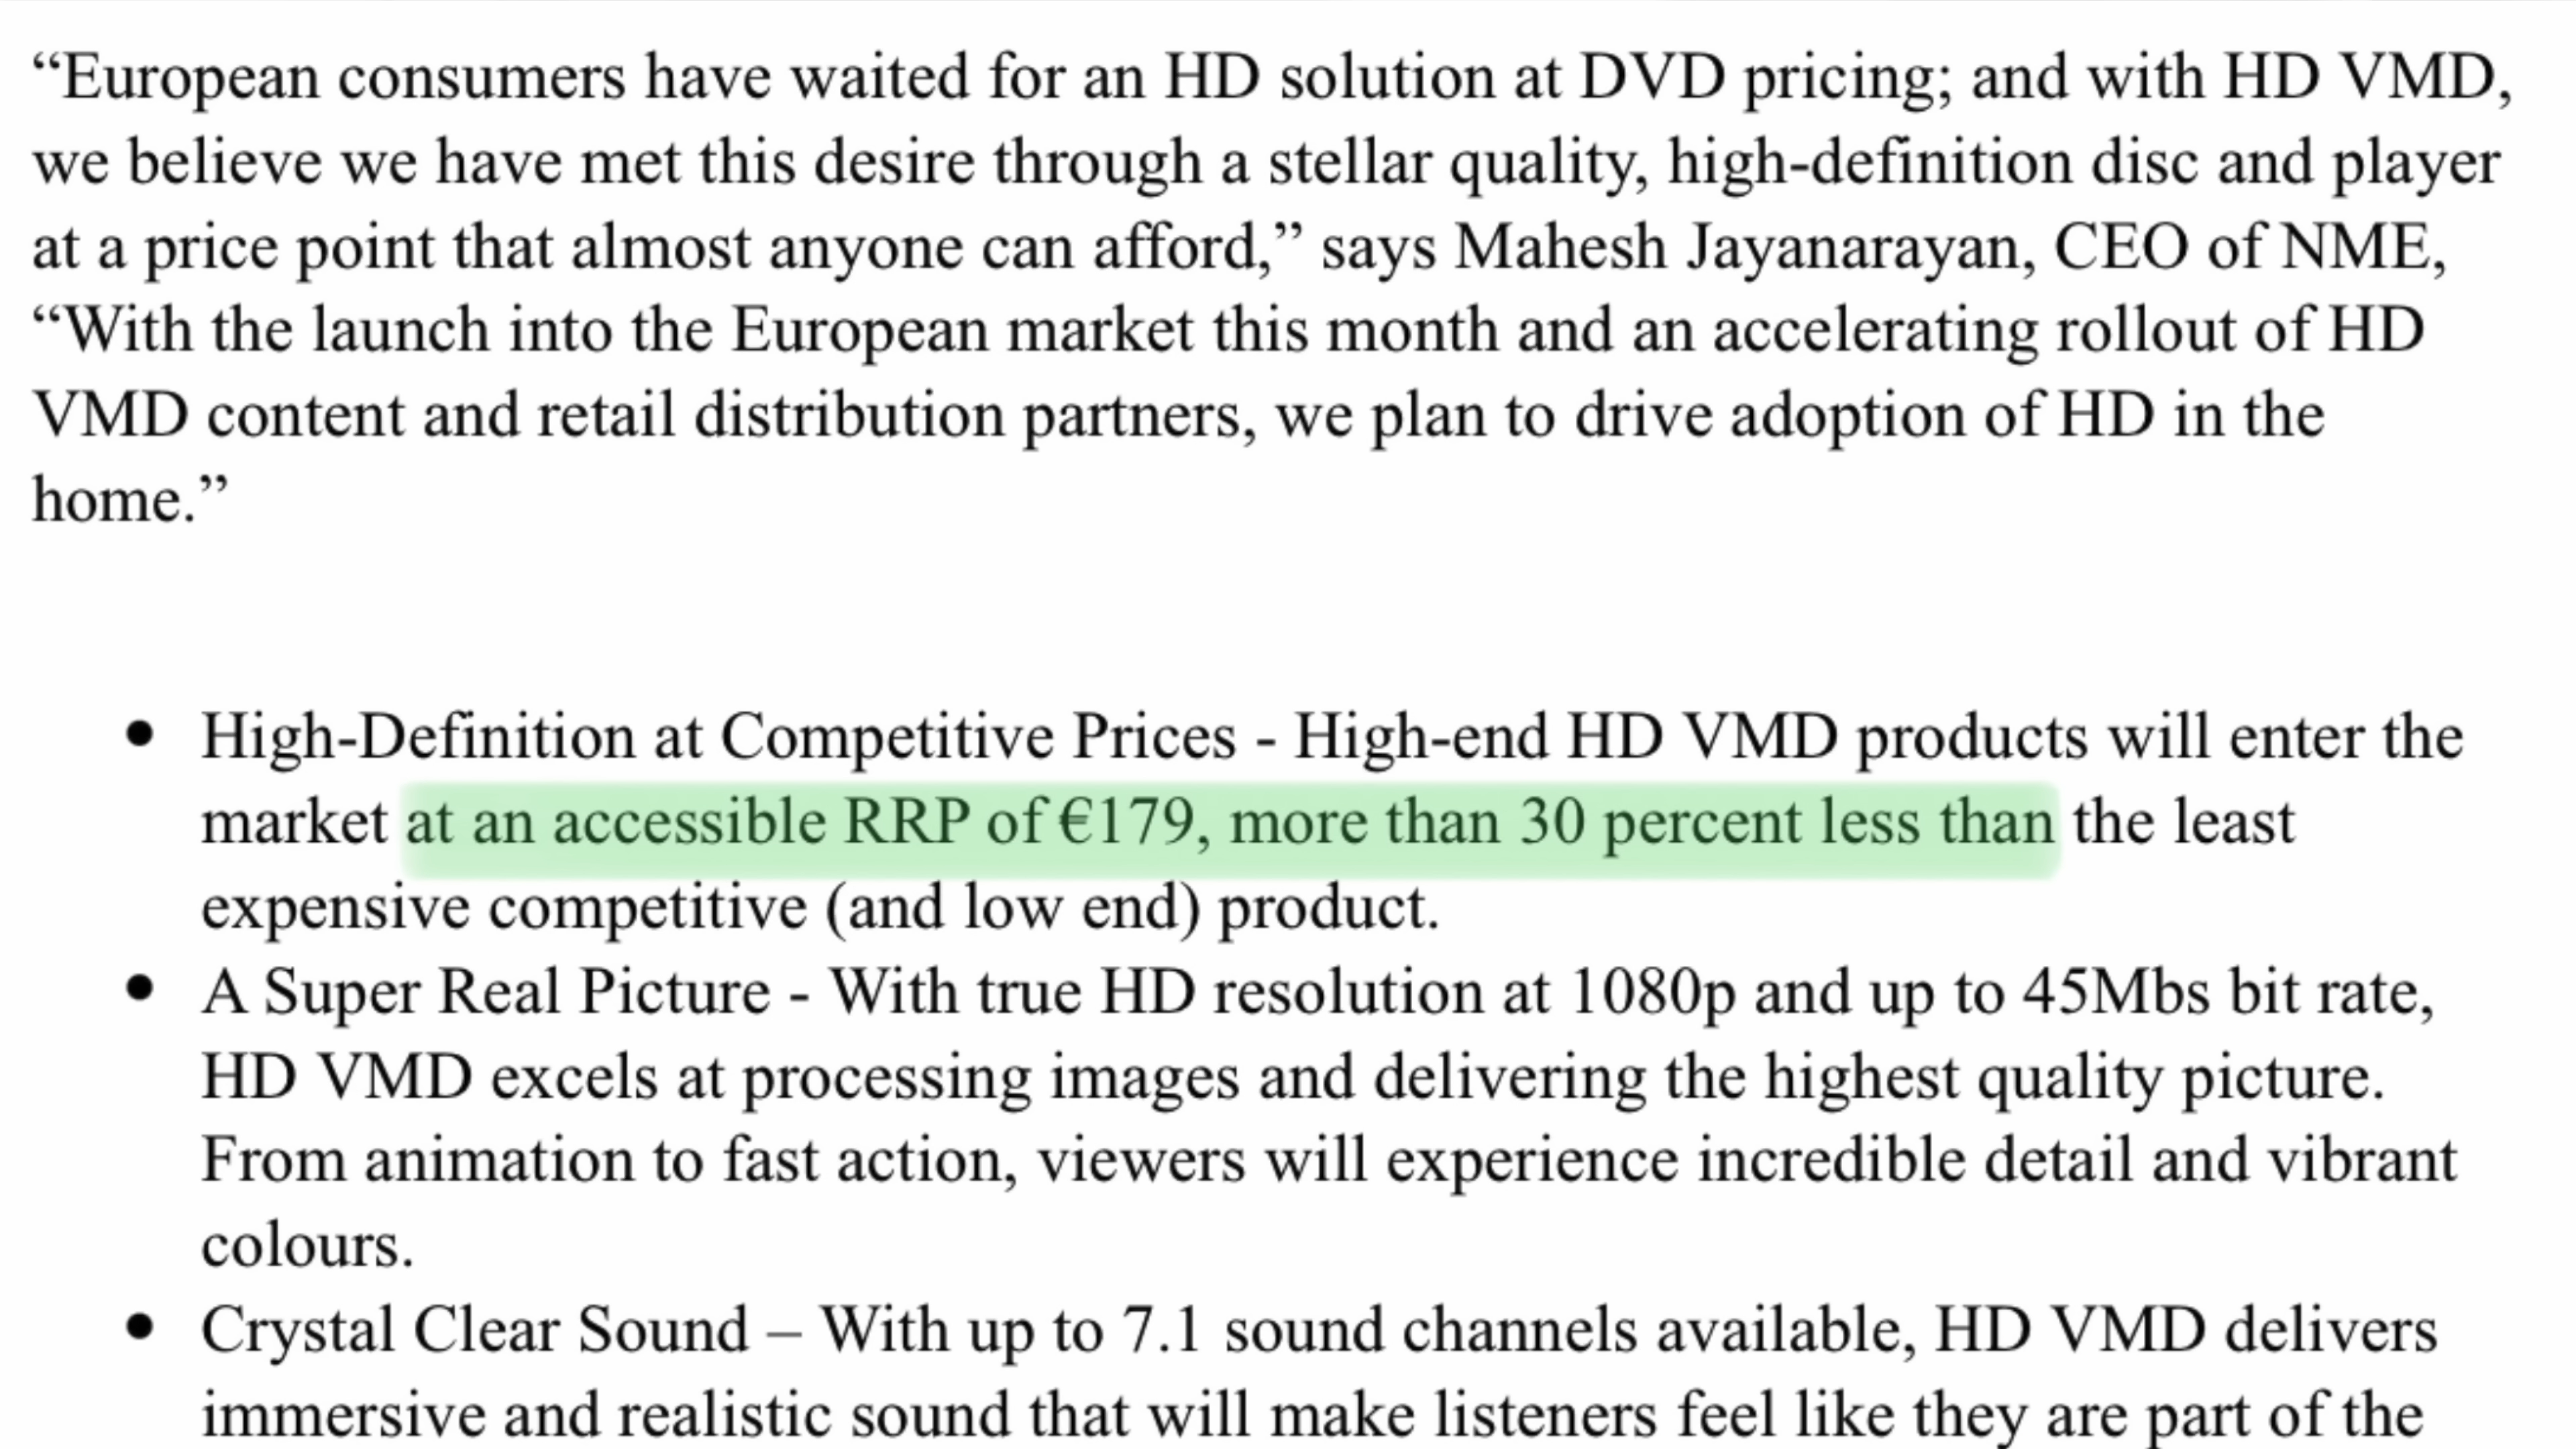 “European consumers have waited for an HD solution at DVD pricing; and with HD VMD,
we believe we have met this desire through a stellar quality, high-definition disc and player
at a price point that almost anyone can afford,” says Mahesh Jayanarayan, CEO of NME,
“With the launch into the European market this month and an accelerating rollout of HD
VMD content and retail distribution partners, we plan to drive adoption of HD in the
home.”
• High-Definition at Competitive Prices - High-end HD VMD products will enter the
market at an accessible RRP of €179, more than 30 percent less than the least
expensive competitive (and low end) product.
• A Super Real Picture - With true HD resolution at 1080p and up to 45Mbs bit rate,
HD VMD excels at processing images and delivering the highest quality picture.
From animation to fast action, viewers will experience incredible detail and vibrant
colours.
• Crystal Clear Sound – With up to 7.1 sound channels available, HD VMD delivers
immersive and realistic sound that will make listeners feel like they are part of the